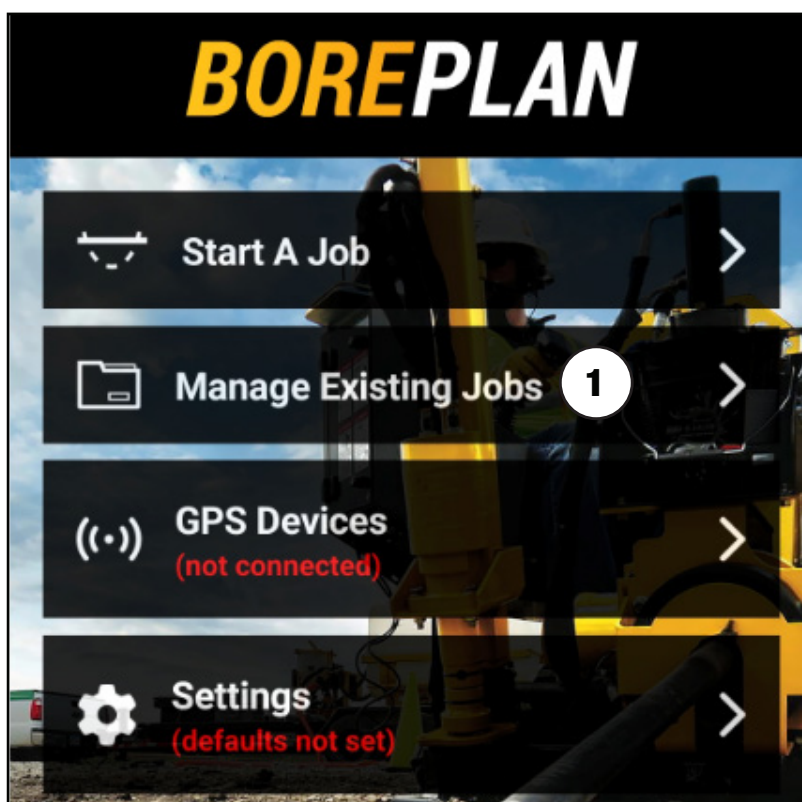 BOREPLAN
Start A Job
Manage Existing Jobs 1
GPS Devices
(not connected)
Settings
(defaults not set)